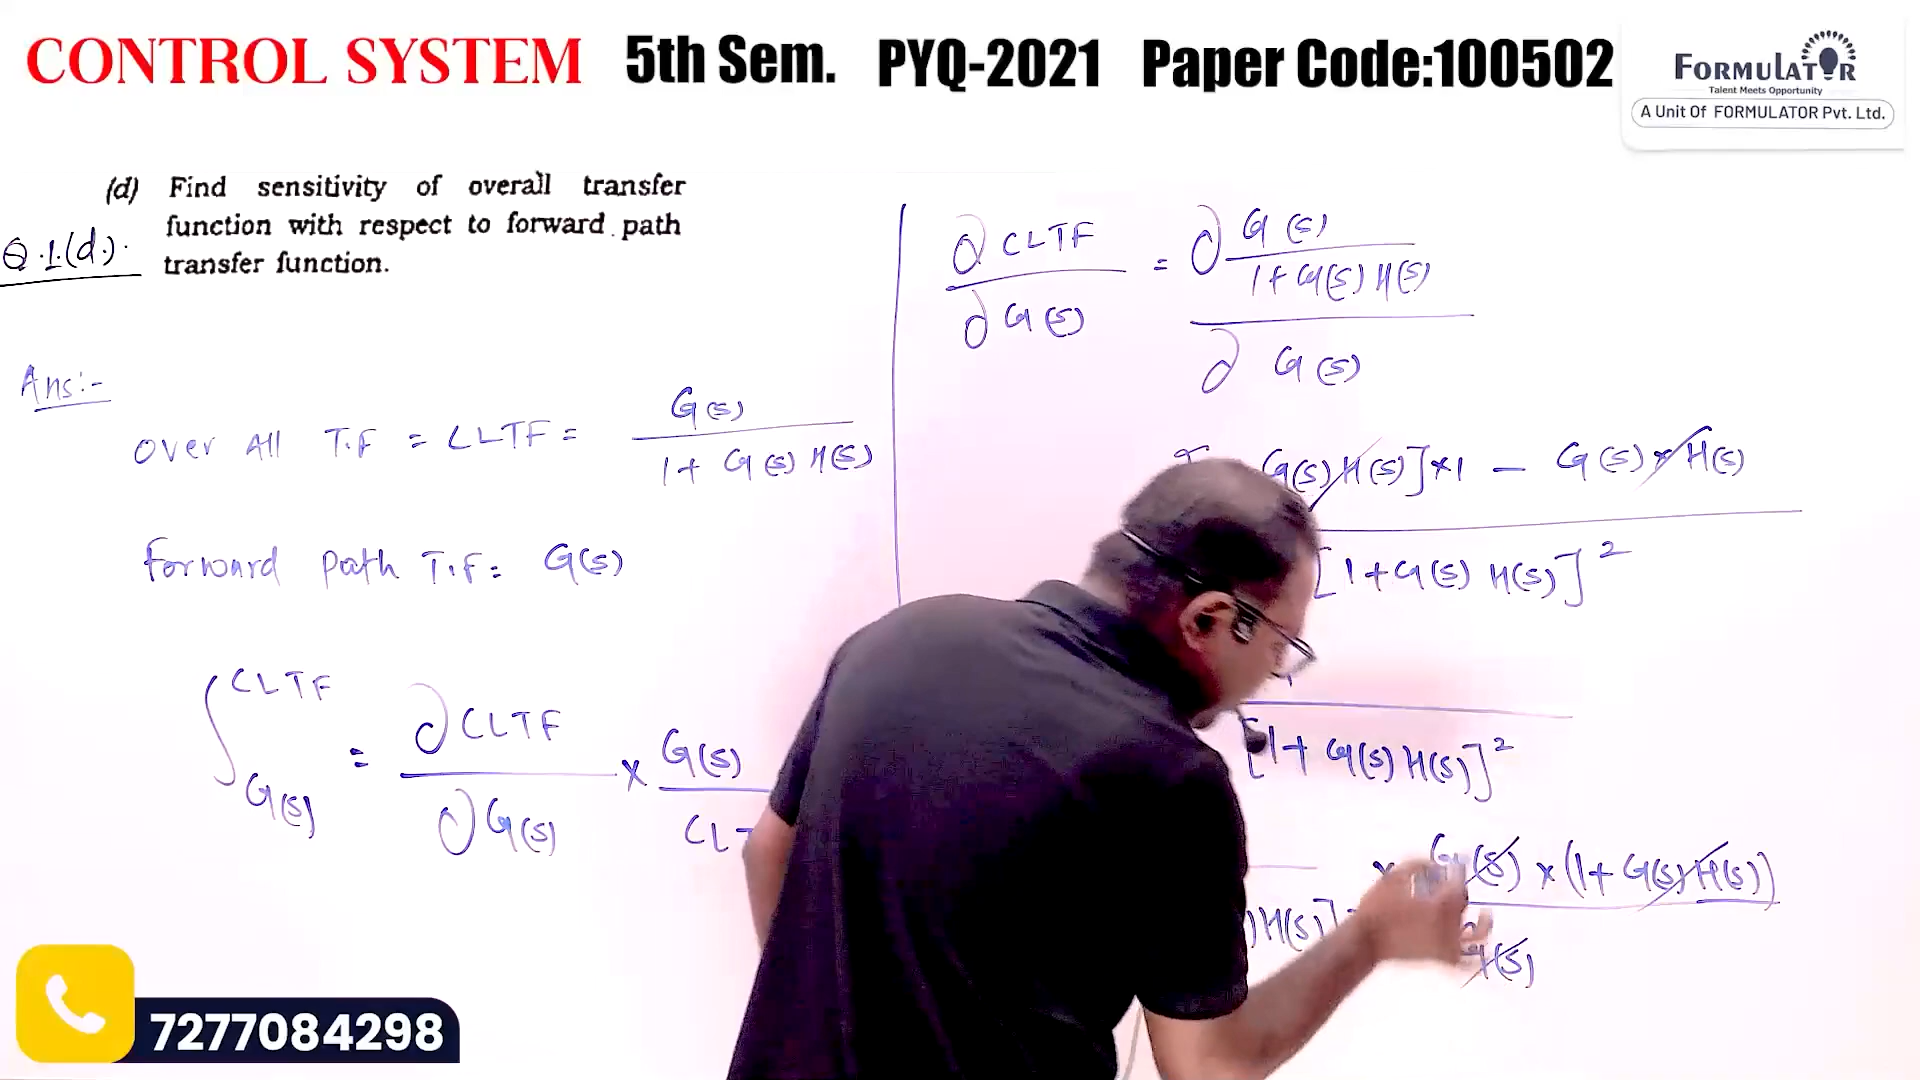 CONTROL SYSTEM 5th Sem. PYQ-2021 Paper Code:100502
FORMULATOR
Talent Meets Opportunity
A Unit Of FORMULATOR Pvt. Ltd.
(d) Find sensitivity of overall transfer
function with respect to forward path
transfer function.
Q.1.(d).
Ans:-
Over All T.F = CLTF = G(s) / 1+ G(s) H(s)
Forward Path T.F = G(s)
S CLTF G(s) = ∂CLTF / ∂G(s) × G(s) / CLT
∂ CLTF / ∂ G(s) = ∂ G(s) / 1+ G(s) H(s) / ∂ G(s)
G(s) H(s)] × 1 - G(s) × H(s)
[1+G(s) H(s)]²
[1+ G(s) H(s)]²
× G(s) × (1+ G(s) H(s))
)H(s)] G(s)
7277084298